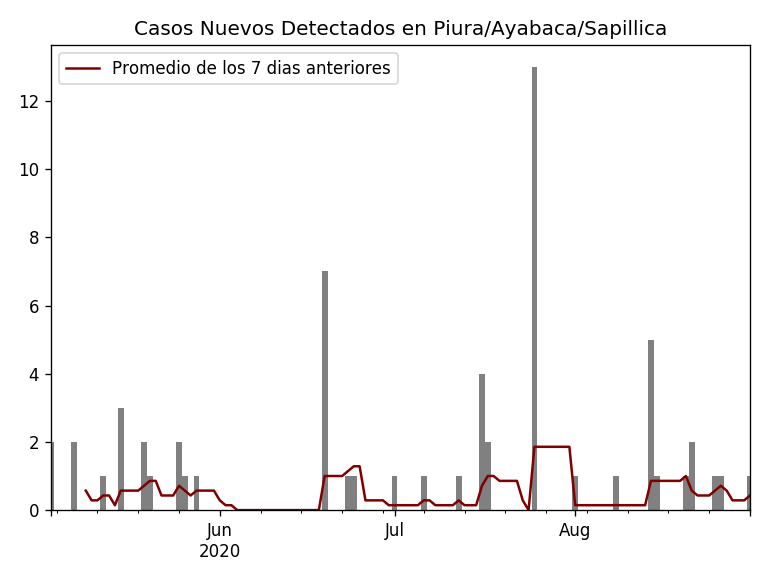 Casos Nuevos Detectados en Piura/Ayabaca/Sapillica
Promedio de los 7 dias anteriores
12
10
8
6
4
2
0
Jun
2020
Jul
Aug